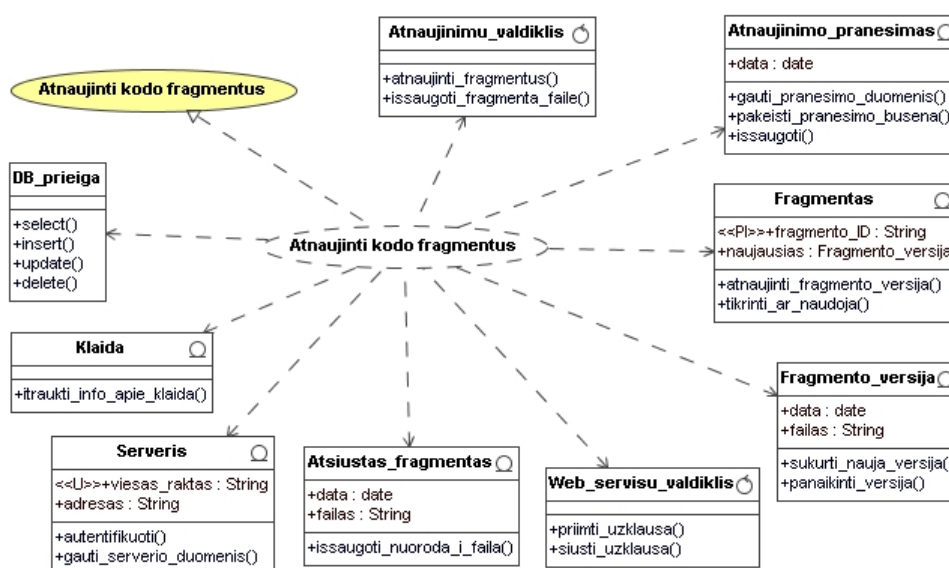 Atnaujinimu_valdiklis
+atnaujinti_fragmentus()
+issaugoti_fragmenta_faile()
Atnaujinimo_pranesimas
+data : date
+gauti_pranesimo_duomenis()
+pakeisti_pranesimo_busena()
+issaugoti()
Atnaujinti kodo fragmentus
DB_prieiga
+select()
+insert()
+update()
+delete()
Atnaujinti kodo fragmentus
Fragmentas
<<PI>>+fragmento_ID : String
+naujausias : Fragmento_versija
+atnaujinti_fragmento_versija()
+tikrinti_ar_naudoja()
Klaida
+itraukti_info_apie_klaida()
Fragmento_versija
+data : date
+failas : String
+sukurti_nauja_versija()
+panaikinti_versija()
Serveris
<<U>>+viesas_raktas : String
+adresas : String
+autentifikuoti()
+gauti_serverio_duomenis()
Atsiustas_fragmentas
+data : date
+failas : String
+issaugoti_nuoroda_i_faila()
Web_servisu_valdiklis
+priimti_uzklausa()
+siusti_uzklausa()